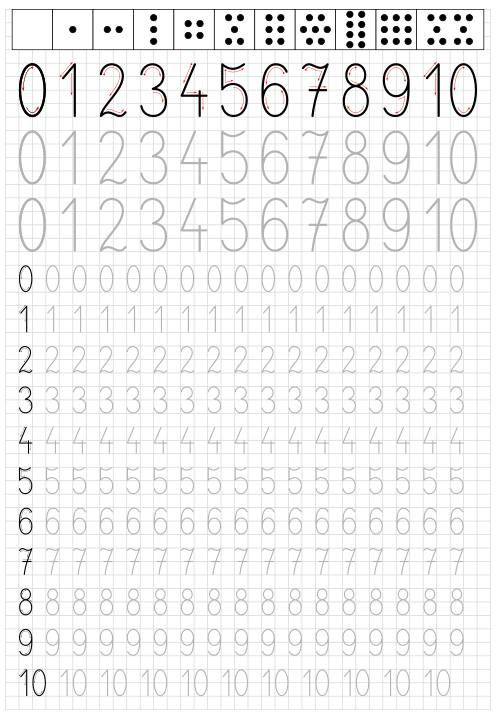 0 1 2 3 4 5 6 7 8 9 10
0 1 2 3 4 5 6 7 8 9 10
0 1 2 3 4 5 6 7 8 9 10
0 0 0 0 0 0 0 0 0 0 0 0 0 0 0 0 0
1 1 1 1 1 1 1 1 1 1 1 1 1 1 1 1 1
2 2 2 2 2 2 2 2 2 2 2 2 2 2 2 2 2
3 3 3 3 3 3 3 3 3 3 3 3 3 3 3 3 3
4 4 4 4 4 4 4 4 4 4 4 4 4 4 4 4 4
5 5 5 5 5 5 5 5 5 5 5 5 5 5 5 5 5
6 6 6 6 6 6 6 6 6 6 6 6 6 6 6 6 6
7 7 7 7 7 7 7 7 7 7 7 7 7 7 7 7 7
8 8 8 8 8 8 8 8 8 8 8 8 8 8 8 8 8
9 9 9 9 9 9 9 9 9 9 9 9 9 9 9 9 9
10 10 10 10 10 10 10 10 10 10 10